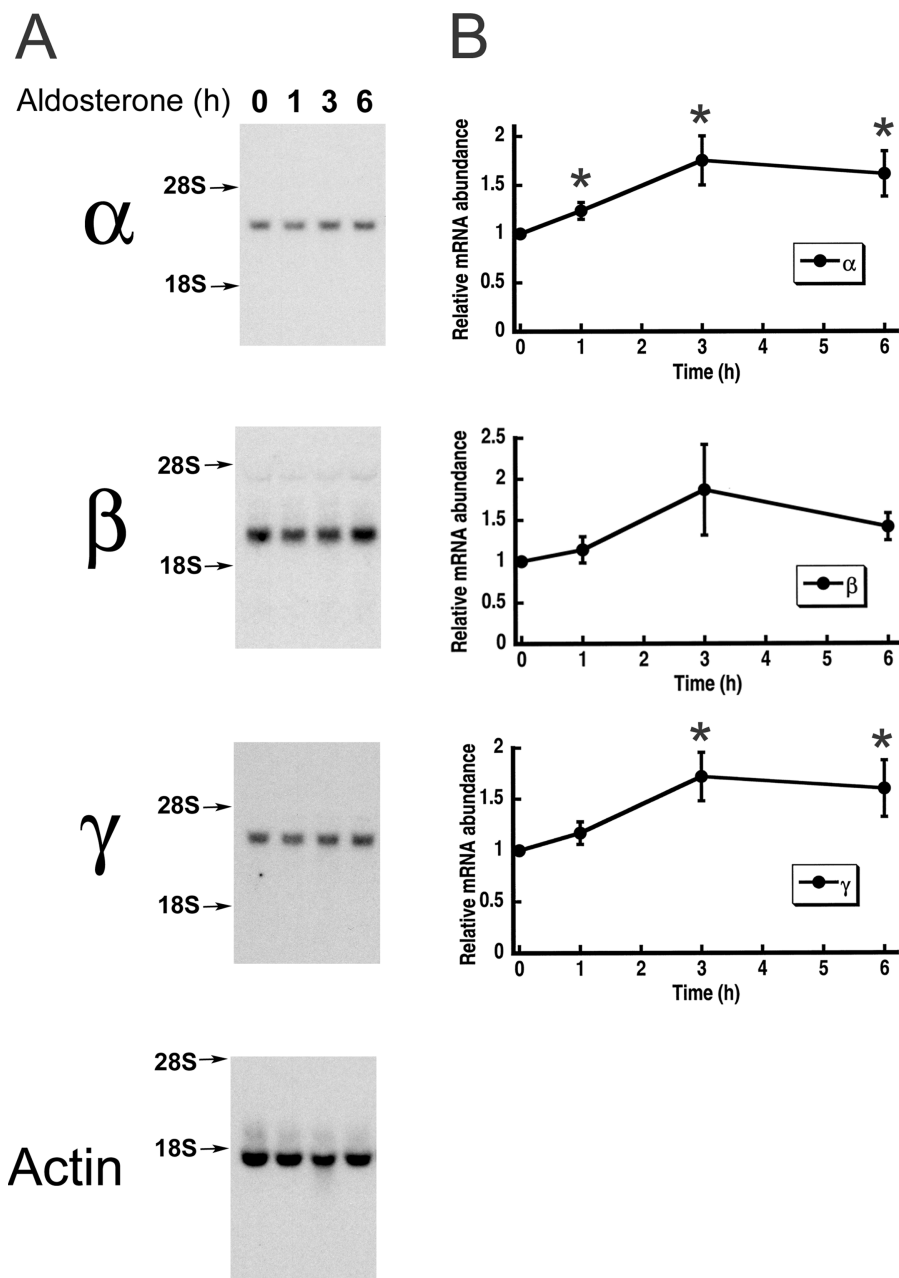 A
Aldosterone (h) 0 1 3 6
α
28S
18S
β
28S
18S
γ
28S
18S
Actin
28S
18S
B
Relative mRNA abundance
2
1.5
1
0.5
0
* * *
α
0 1 2 3 4 5 6
Time (h)
Relative mRNA abundance
2.5
2
1.5
1
0.5
0
β
0 1 2 3 4 5 6
Time (h)
Relative mRNA abundance
2
1.5
1
0.5
0
* *
γ
0 1 2 3 4 5 6
Time (h)